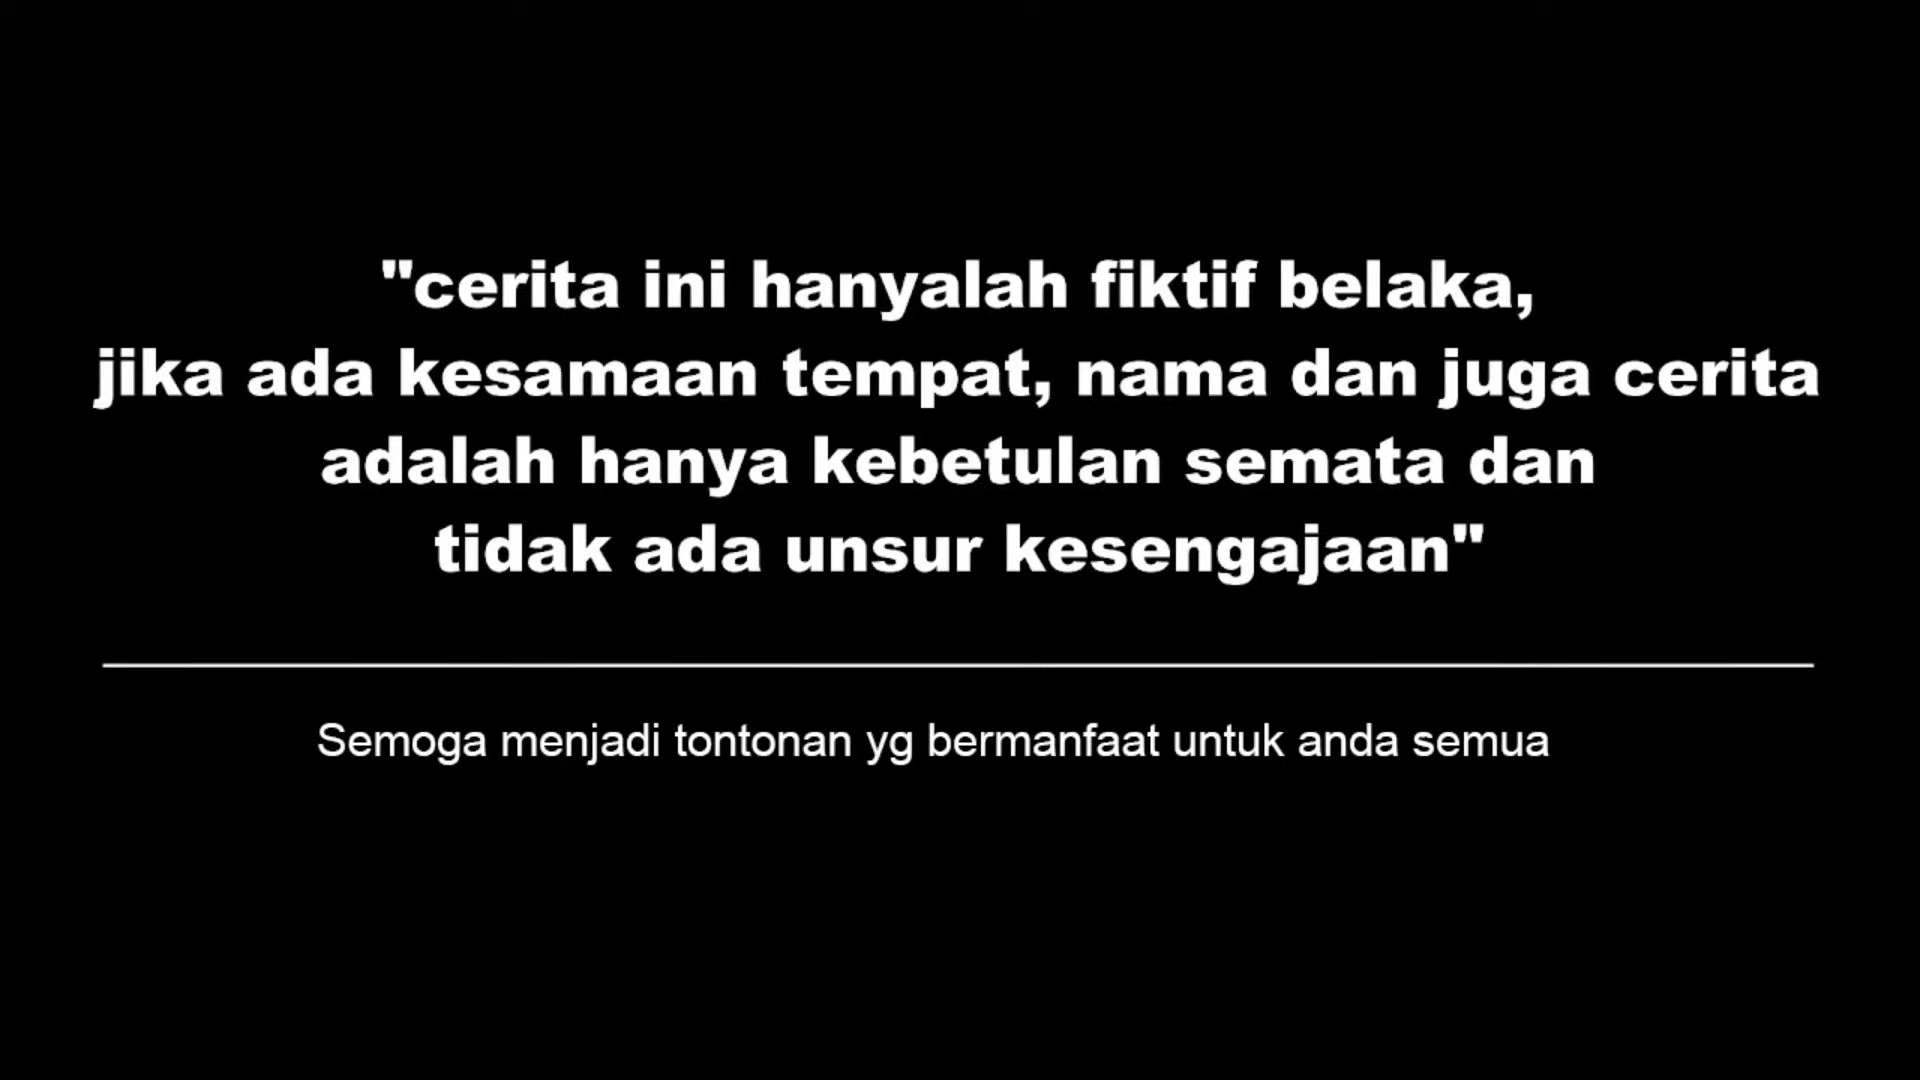 "cerita ini hanyalah fiktif belaka,
jika ada kesamaan tempat, nama dan juga cerita
adalah hanya kebetulan semata dan
tidak ada unsur kesengajaan"
Semoga menjadi tontonan yg bermanfaat untuk anda semua